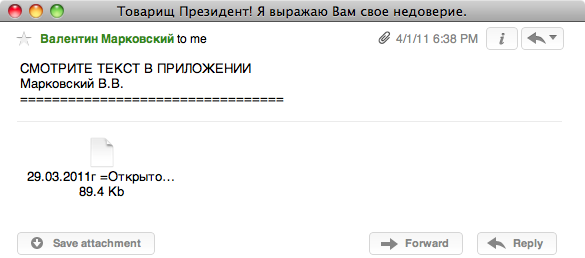 Товарищ Президент! Я выражаю Вам свое недоверие.
Валентин Марковский to me 4/1/11 6:38 PM i
СМОТРИТЕ ТЕКСТ В ПРИЛОЖЕНИИ
Марковский В.В.
=================================
29.03.2011г =Открыто...
89.4 Kb
Save attachment Forward Reply